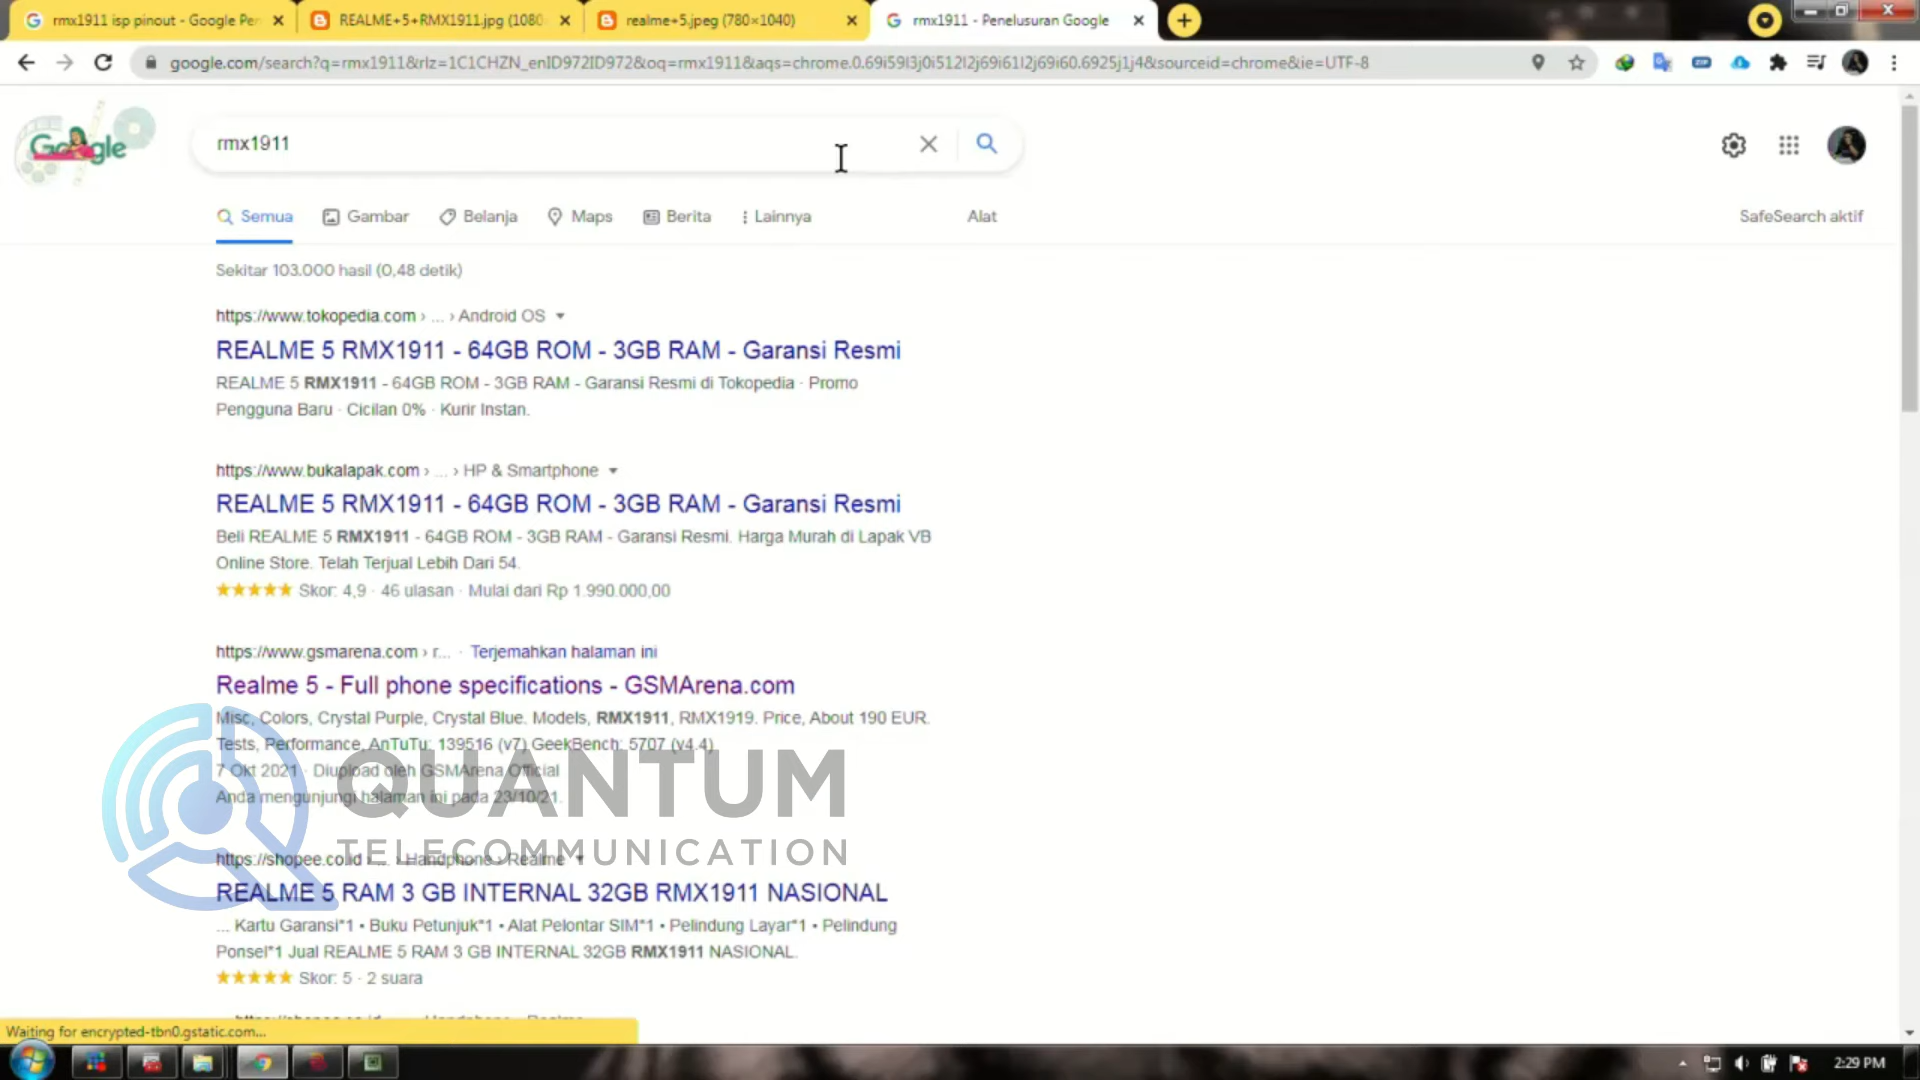 rmx1911 isp pinout - Google Pen
REALME+5+RMX1911.jpg (1080
realme+5.jpeg (780×1040)
rmx1911 - Penelusuran Google
google.com/search?q=rmx1911&rlz=1C1CHZN_enID972ID972&oq=rmx1911&aqs=chrome.0.69i59l3j0i512l2j69i61l2j69i60.6925j1j4&sourceid=chrome&ie=UTF-8
Google
rmx1911
Semua Gambar Belanja Maps Berita Lainnya Alat SafeSearch aktif
Sekitar 103.000 hasil (0,48 detik)
https://www.tokopedia.com › ... › Android OS
REALME 5 RMX1911 - 64GB ROM - 3GB RAM - Garansi Resmi
REALME 5 RMX1911 - 64GB ROM - 3GB RAM - Garansi Resmi di Tokopedia · Promo
Pengguna Baru · Cicilan 0% · Kurir Instan.
https://www.bukalapak.com › ... › HP & Smartphone
REALME 5 RMX1911 - 64GB ROM - 3GB RAM - Garansi Resmi
Beli REALME 5 RMX1911 - 64GB ROM - 3GB RAM - Garansi Resmi. Harga Murah di Lapak VB
Online Store. Telah Terjual Lebih Dari 54.
★★★★★ Skor: 4,9 · 46 ulasan · Mulai dari Rp 1.990.000,00
https://www.gsmarena.com › r... · Terjemahkan halaman ini
Realme 5 - Full phone specifications - GSMArena.com
Misc, Colors, Crystal Purple, Crystal Blue. Models, RMX1911, RMX1919. Price, About 190 EUR.
Tests, Performance, AnTuTu: 139516 (v7) GeekBench: 5707 (v4.4)
7 Okt 2021 · Diupload oleh GSMArena Official
Anda mengunjungi halaman ini pada 23/10/21.
QUANTUM
TELECOMMUNICATION
https://shopee.co.id › ... › Handphone › Realme
REALME 5 RAM 3 GB INTERNAL 32GB RMX1911 NASIONAL
... Kartu Garansi*1 • Buku Petunjuk*1 • Alat Pelontar SIM*1 • Pelindung Layar*1 • Pelindung
Ponsel*1 Jual REALME 5 RAM 3 GB INTERNAL 32GB RMX1911 NASIONAL.
★★★★★ Skor: 5 · 2 suara
Waiting for encrypted-tbn0.gstatic.com...
2:29 PM